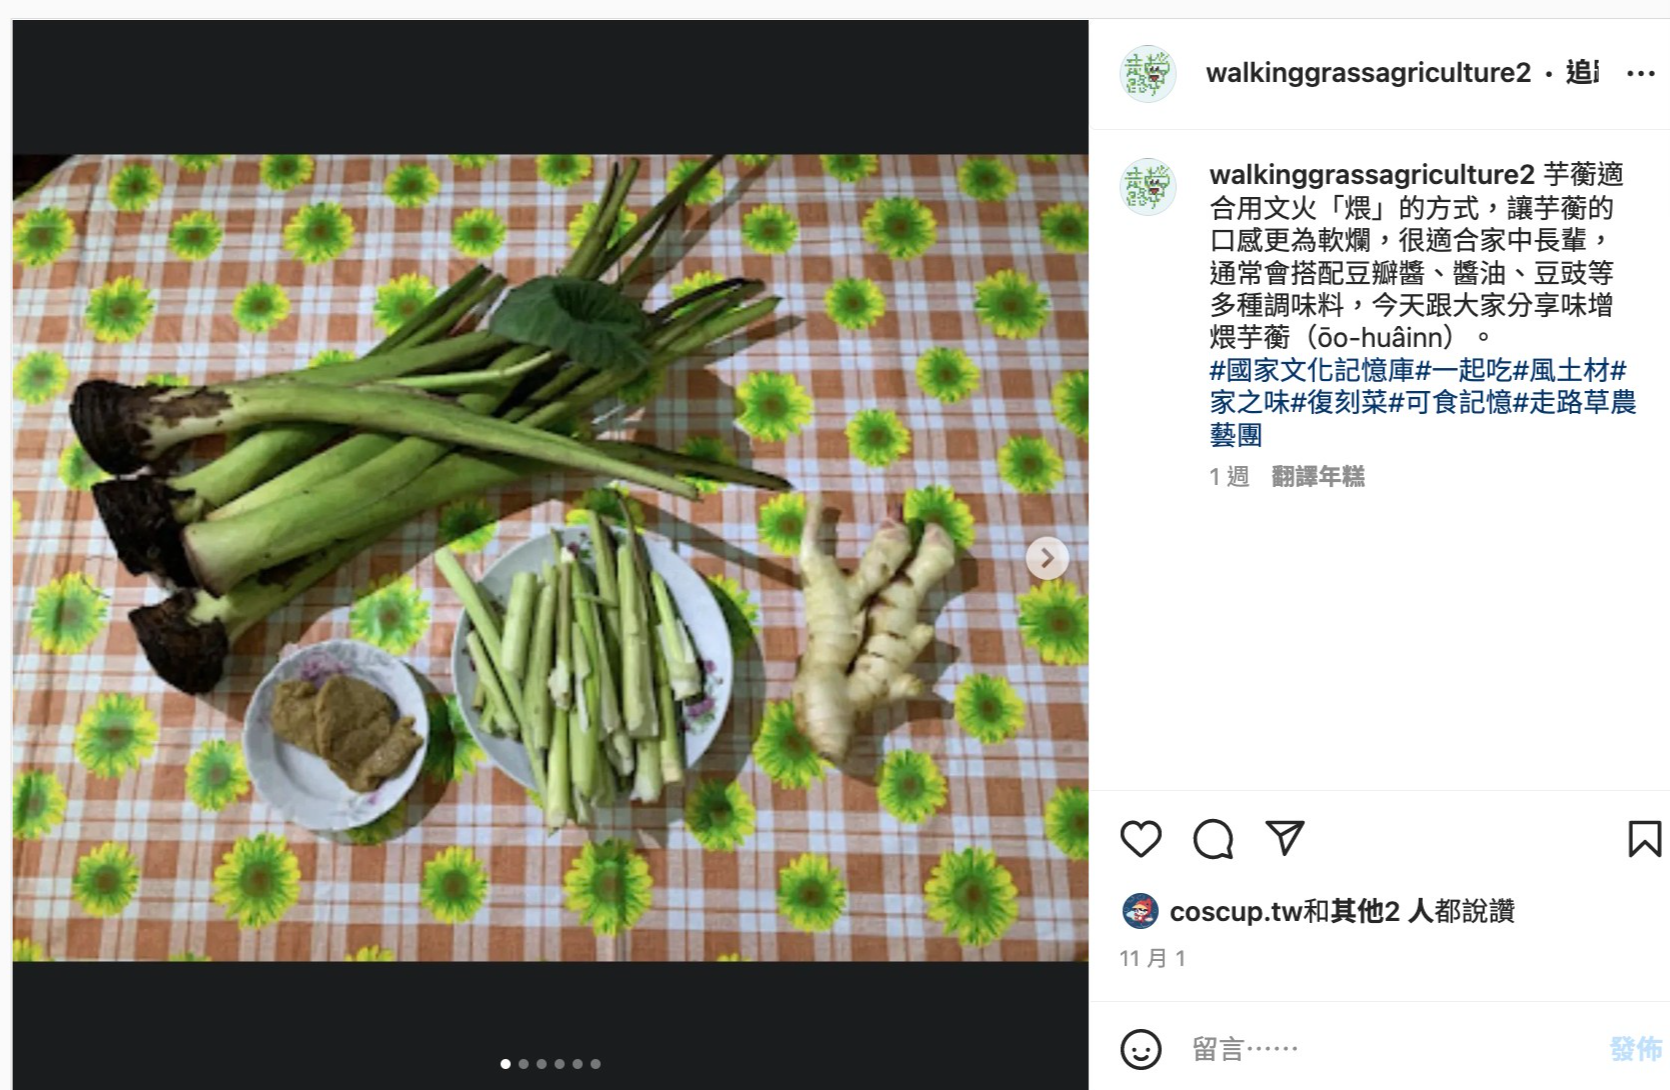 walkinggrassagriculture2 • 追
walkinggrassagriculture2 芋蘅適
合用文火「煨」的方式，讓芋蘅的
口感更為軟爛，很適合家中長輩，
通常會搭配豆瓣醬、醬油、豆豉等
多種調味料，今天跟大家分享味增
煨芋蘅（ōo-huâinn）。
#國家文化記憶庫#一起吃#風土材#
家之味#復刻菜#可食記憶#走路草農
藝團
1 週 翻譯年糕
coscup.tw和其他2 人都說讚
11 月 1
留言……
發佈